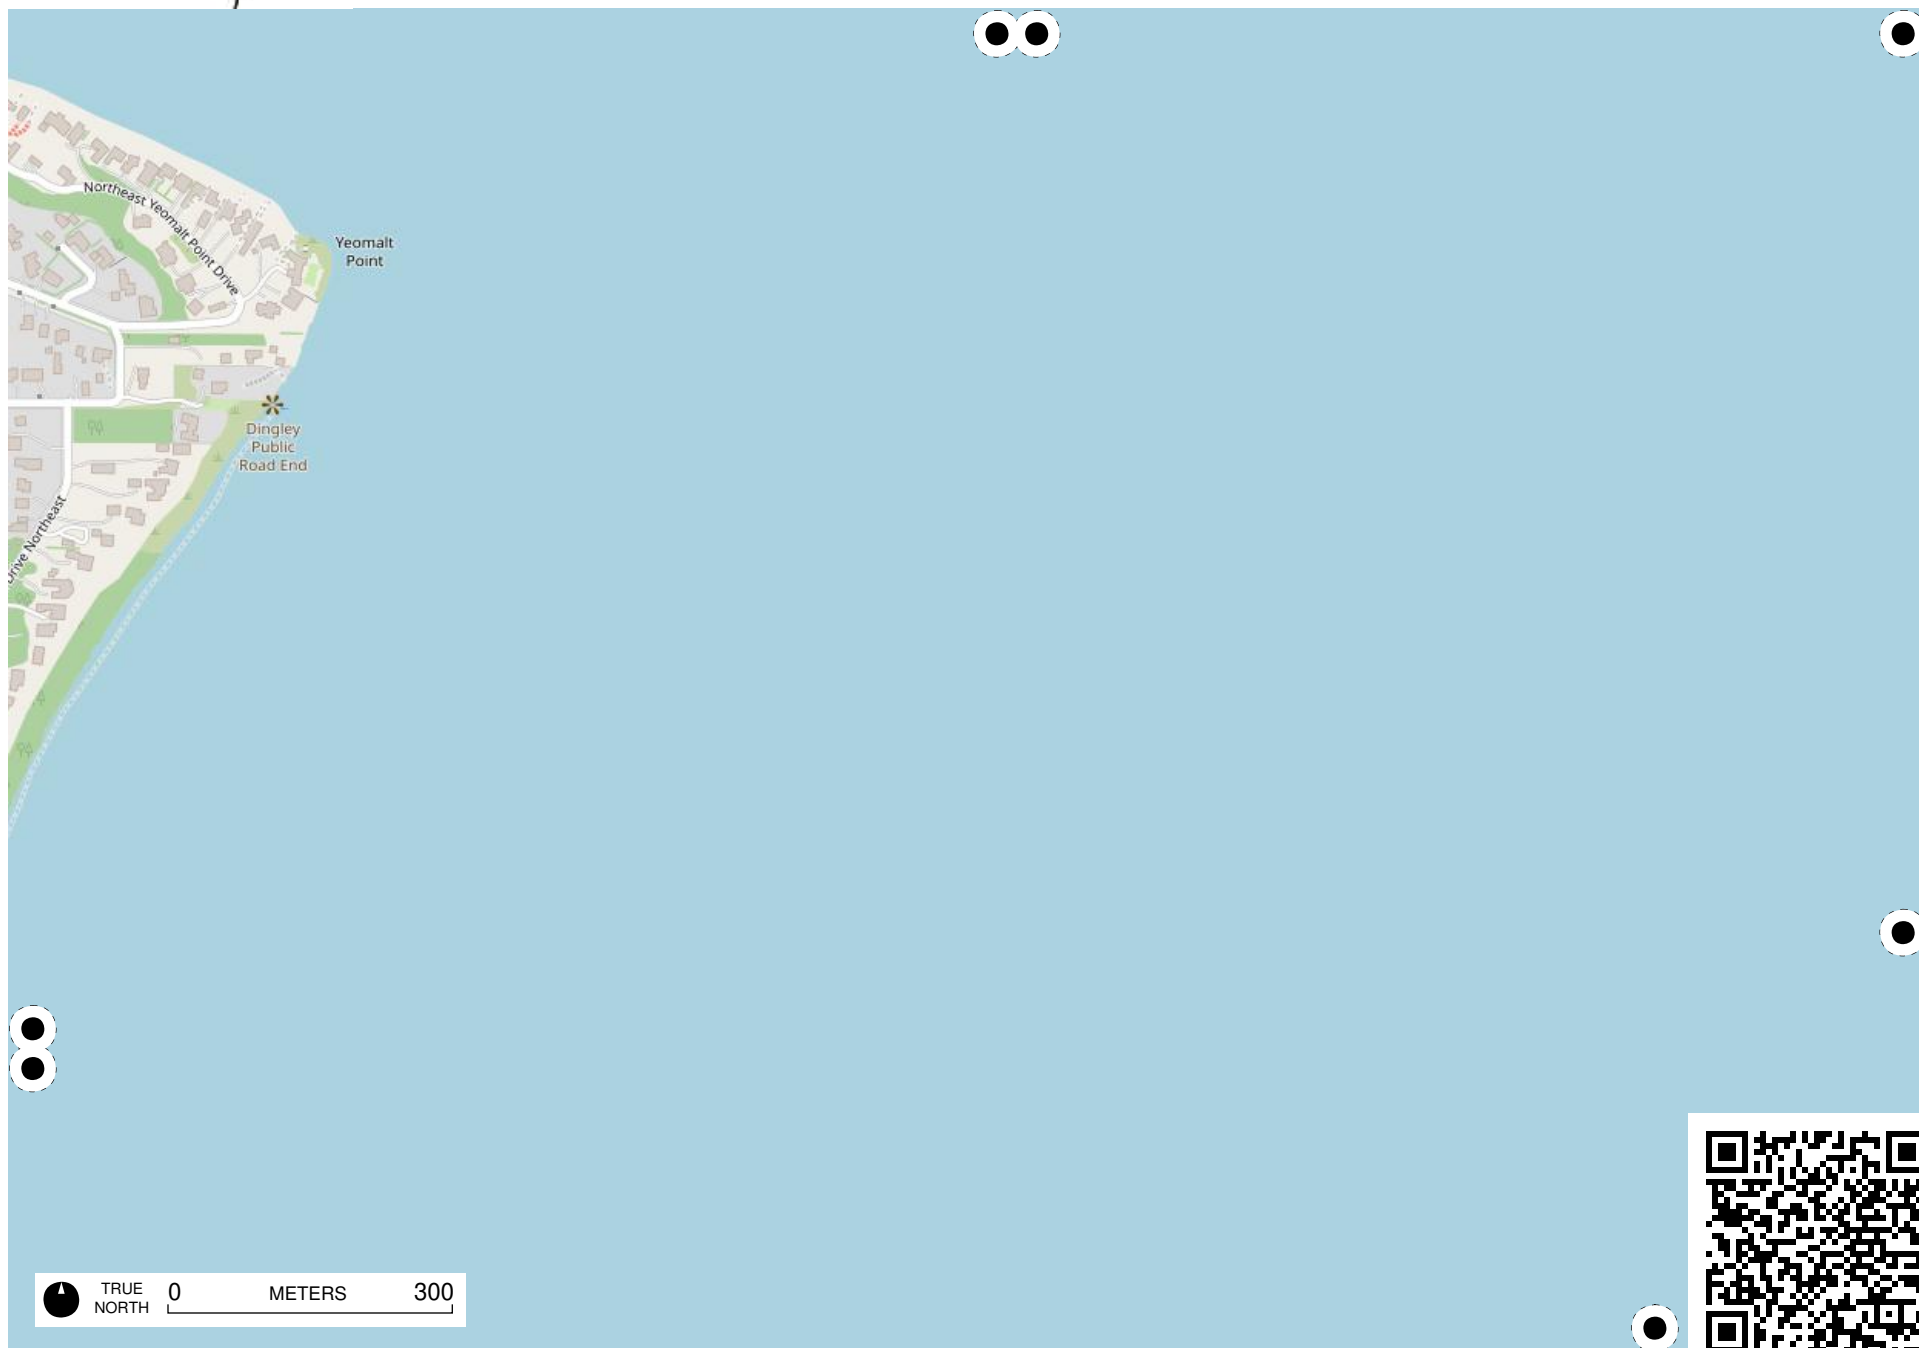 Northeast Yeomalt Point Drive
Yeomalt
Point
Dingley
Public
Road End
Drive Northeast
TRUE
NORTH
0 METERS 300